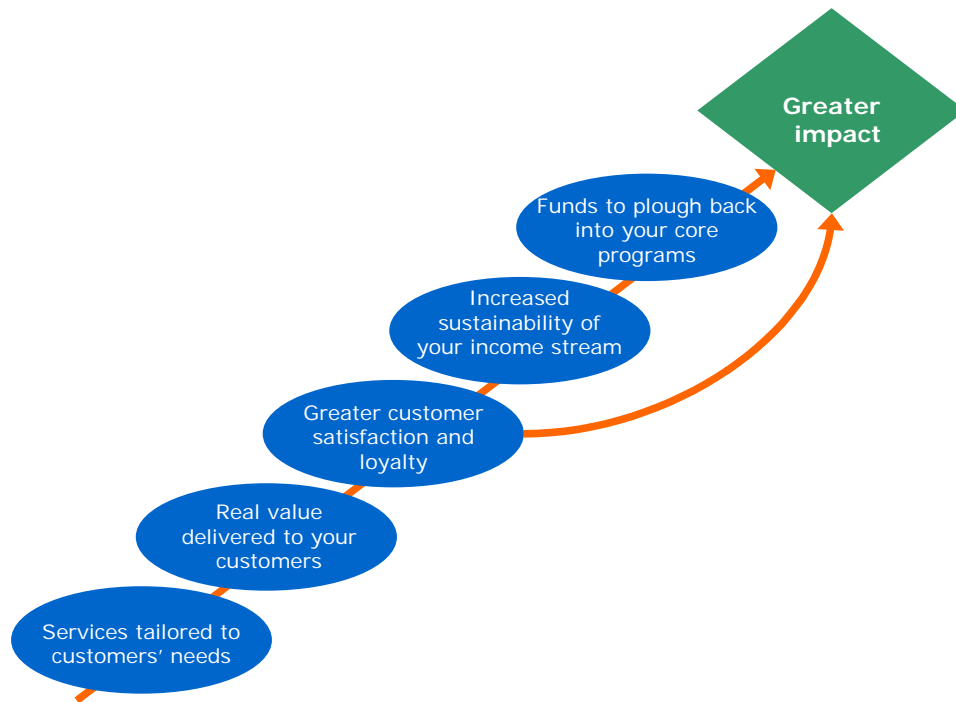 Greater
impact
Funds to plough back
into your core
programs
Increased
sustainability of
your income stream
Greater customer
satisfaction and
loyalty
Real value
delivered to your
customers
Services tailored to
customers’ needs